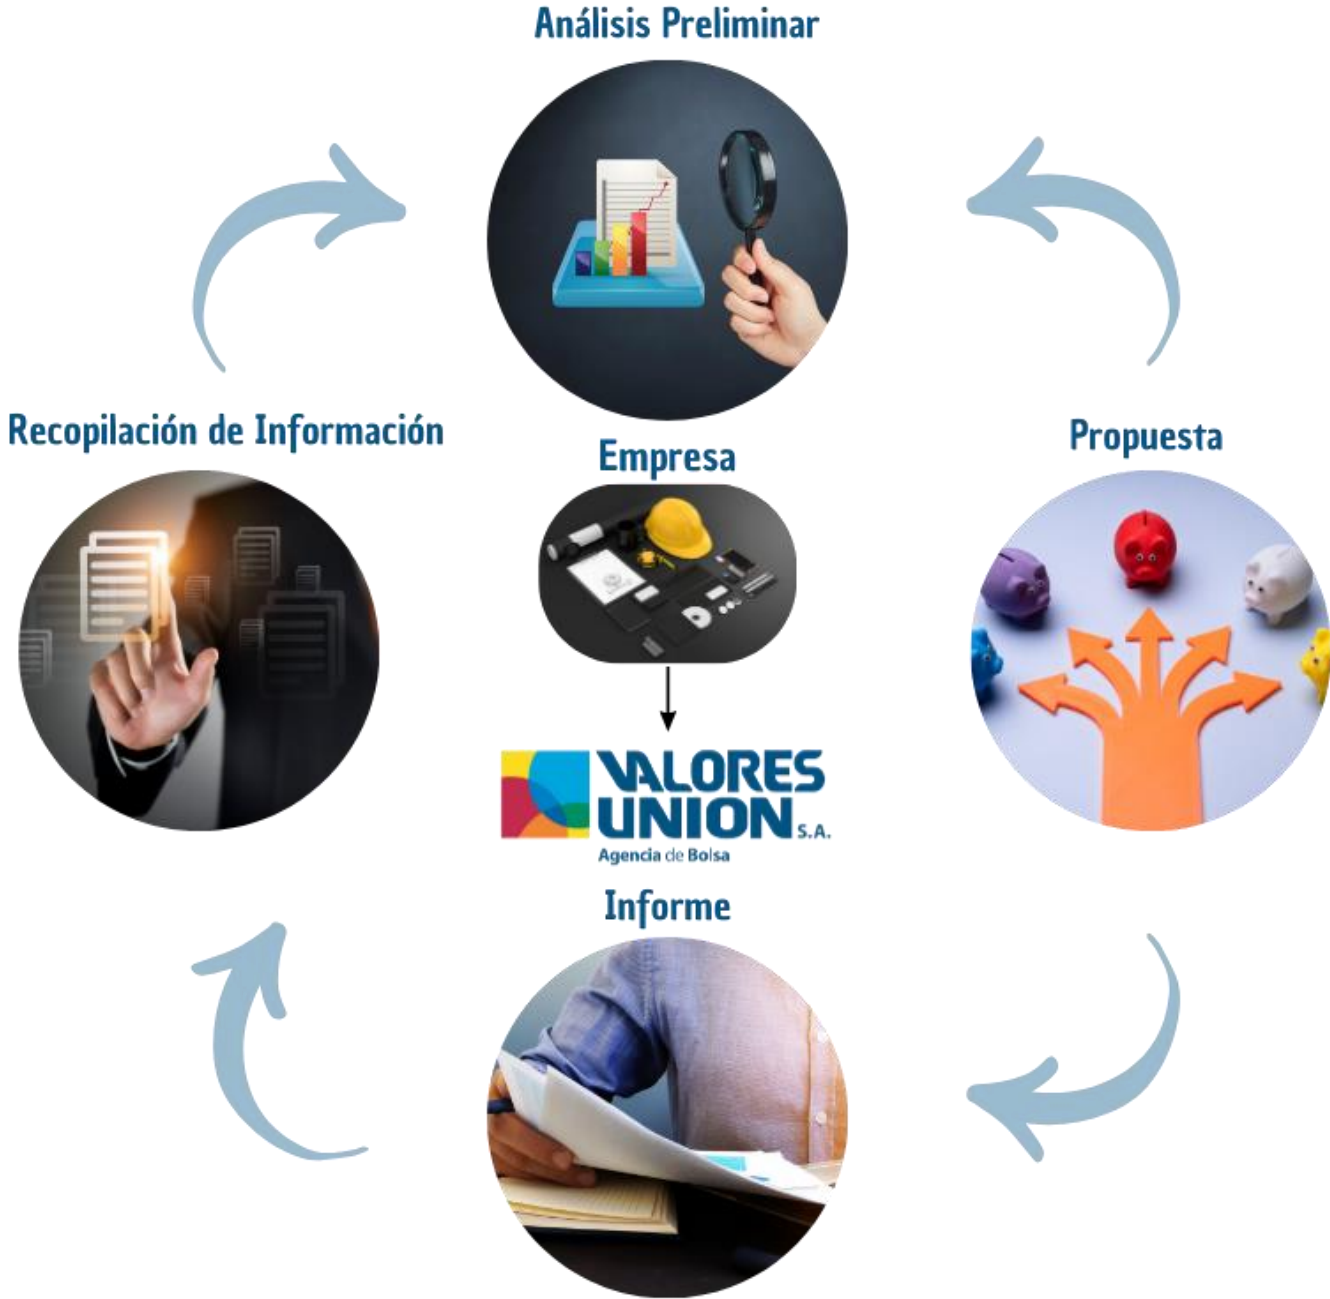 Análisis Preliminar
Recopilación de Información
Empresa
Propuesta
VALORES
UNION S.A.
Agencia de Bolsa
Informe